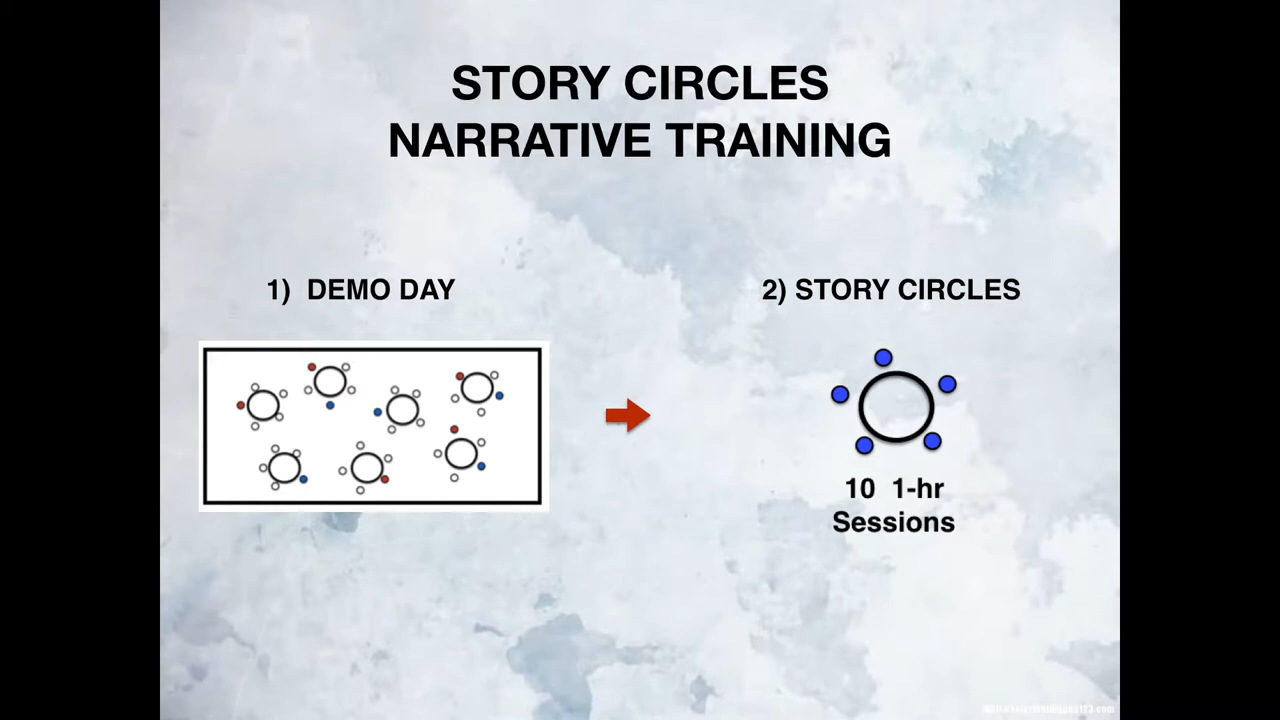 STORY CIRCLES
NARRATIVE TRAINING
1) DEMO DAY
2) STORY CIRCLES
10 1-hr
Sessions